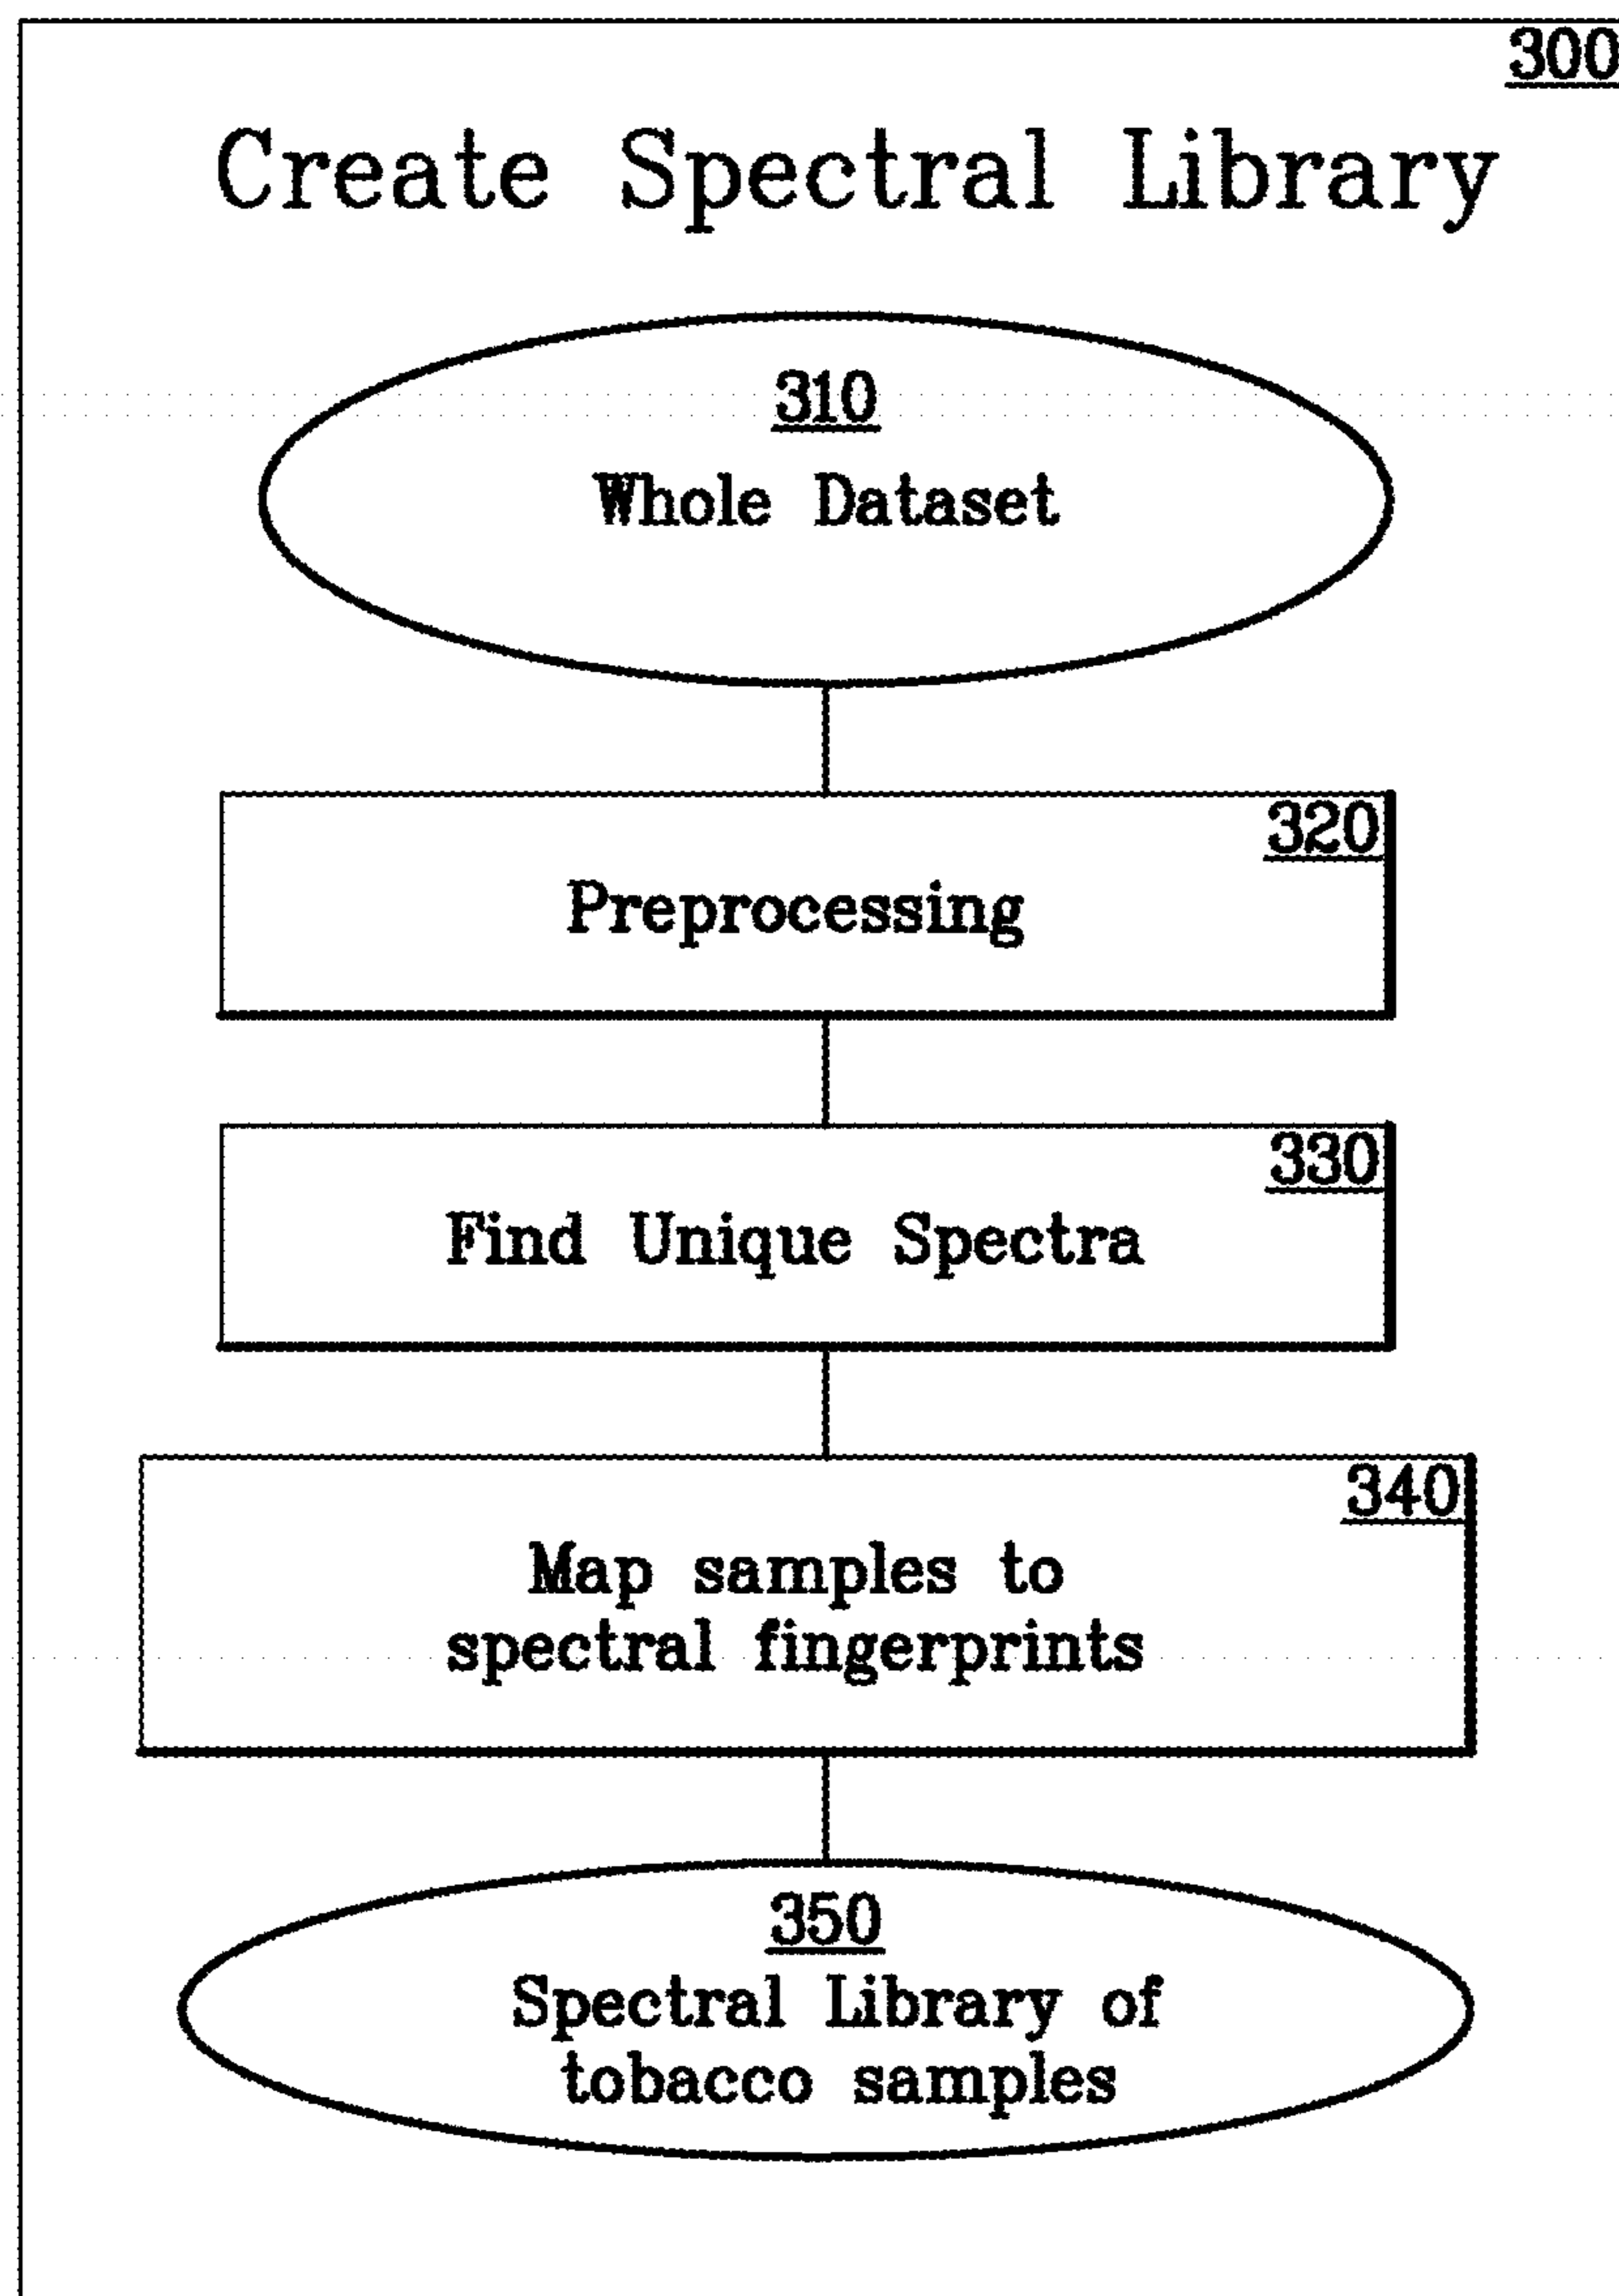 300
Create Spectral Library
310
Whole Dataset
320
Preprocessing
330
Find Unique Spectra
340
Map samples to
spectral fingerprints
350
Spectral Library of
tobacco samples